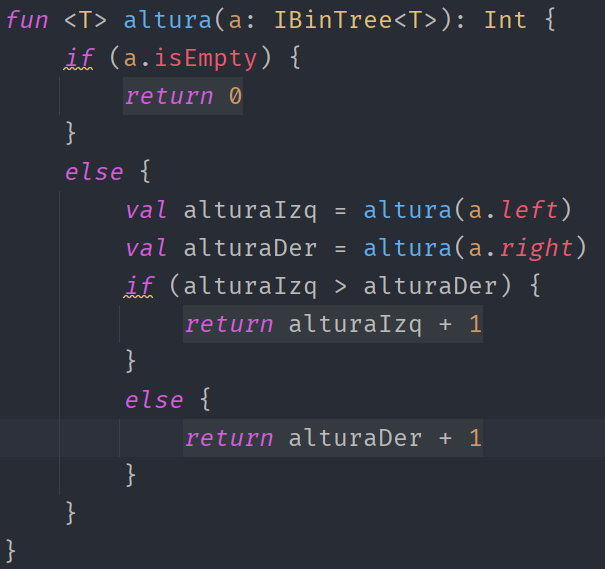 fun <T> altura(a: IBinTree<T>): Int {
    if (a.isEmpty) {
        return 0
    }
    else {
        val alturaIzq = altura(a.left)
        val alturaDer = altura(a.right)
        if (alturaIzq > alturaDer) {
            return alturaIzq + 1
        }
        else {
            return alturaDer + 1
        }
    }
}